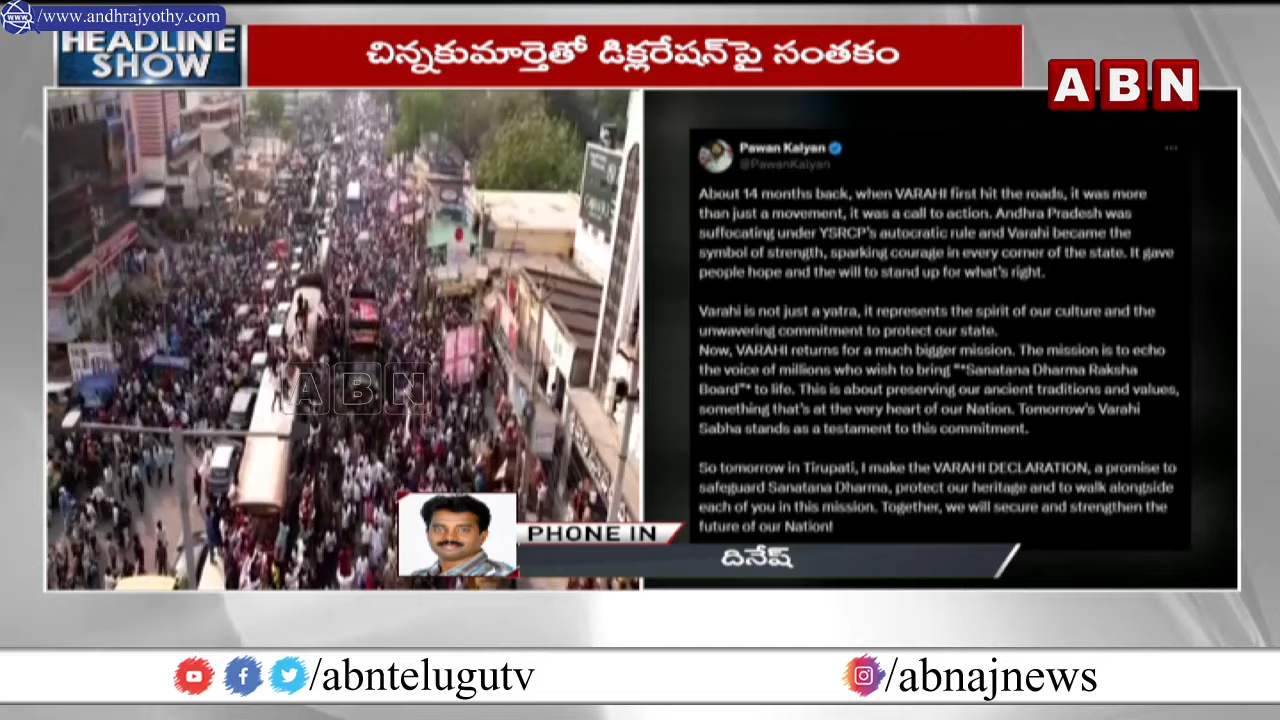 /www.andhrajyothy.com
HEADLINE
SHOW
చిన్నకుమార్తెతో డిక్లరేషన్‌పై సంతకం
ABN
Pawan Kalyan
@PawanKalyan
About 14 months back, when VARAHI first hit the roads, it was more
than just a movement, it was a call to action. Andhra Pradesh was
suffocating under YSRCP's autocratic rule and Varahi became the
symbol of strength, sparking courage in every corner of the state. It gave
people hope and the will to stand up for what's right.
Varahi is not just a yatra, it represents the spirit of our culture and the
unwavering commitment to protect our state.
Now, VARAHI returns for a much bigger mission. The mission is to echo
the voice of millions who wish to bring "*Sanatana Dharma Raksha
Board"* to life. This is about preserving our ancient traditions and values,
something that's at the very heart of our Nation. Tomorrow's Varahi
Sabha stands as a testament to this commitment.
So tomorrow in Tirupati, I make the VARAHI DECLARATION, a promise to
safeguard Sanatana Dharma, protect our heritage and to walk alongside
each of you in this mission. Together, we will secure and strengthen the
future of our Nation!
ABN
PHONE IN
దినేష్
/abntelugutv
/abnajnews